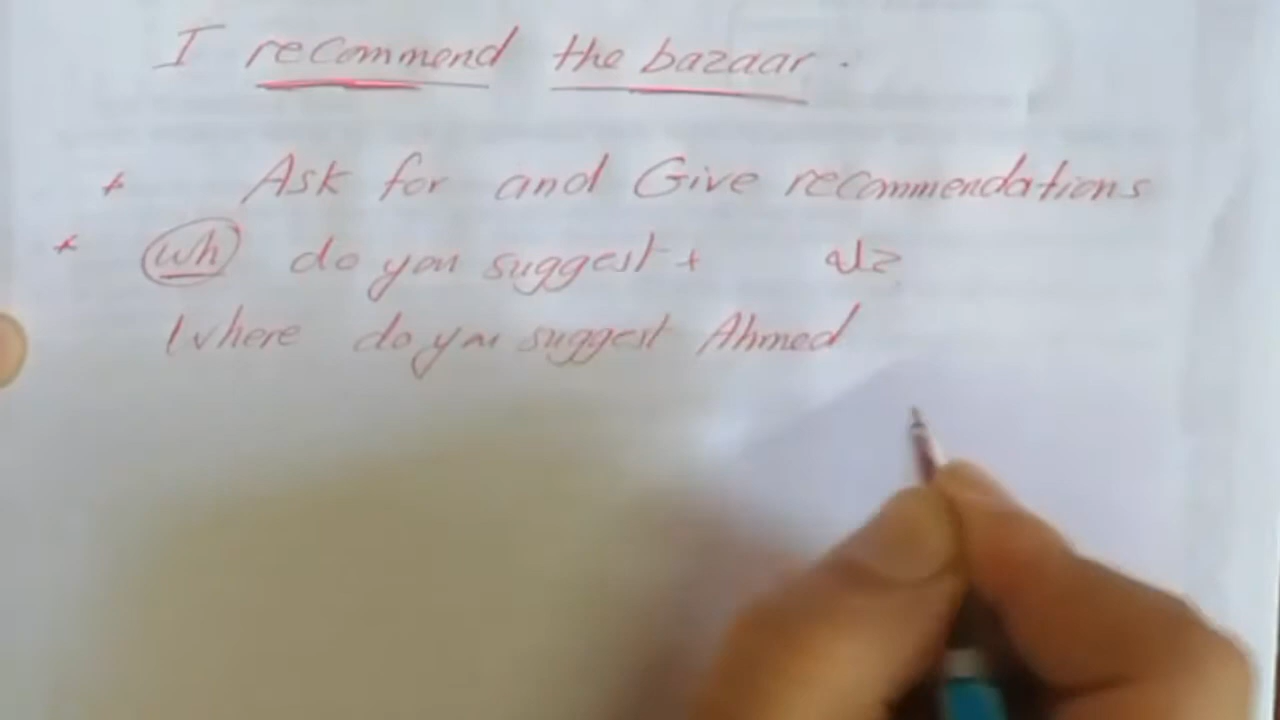 I recommend the bazaar.
* Ask for and Give recommendations
* Wh do you suggest +
Where do you suggest Ahmed